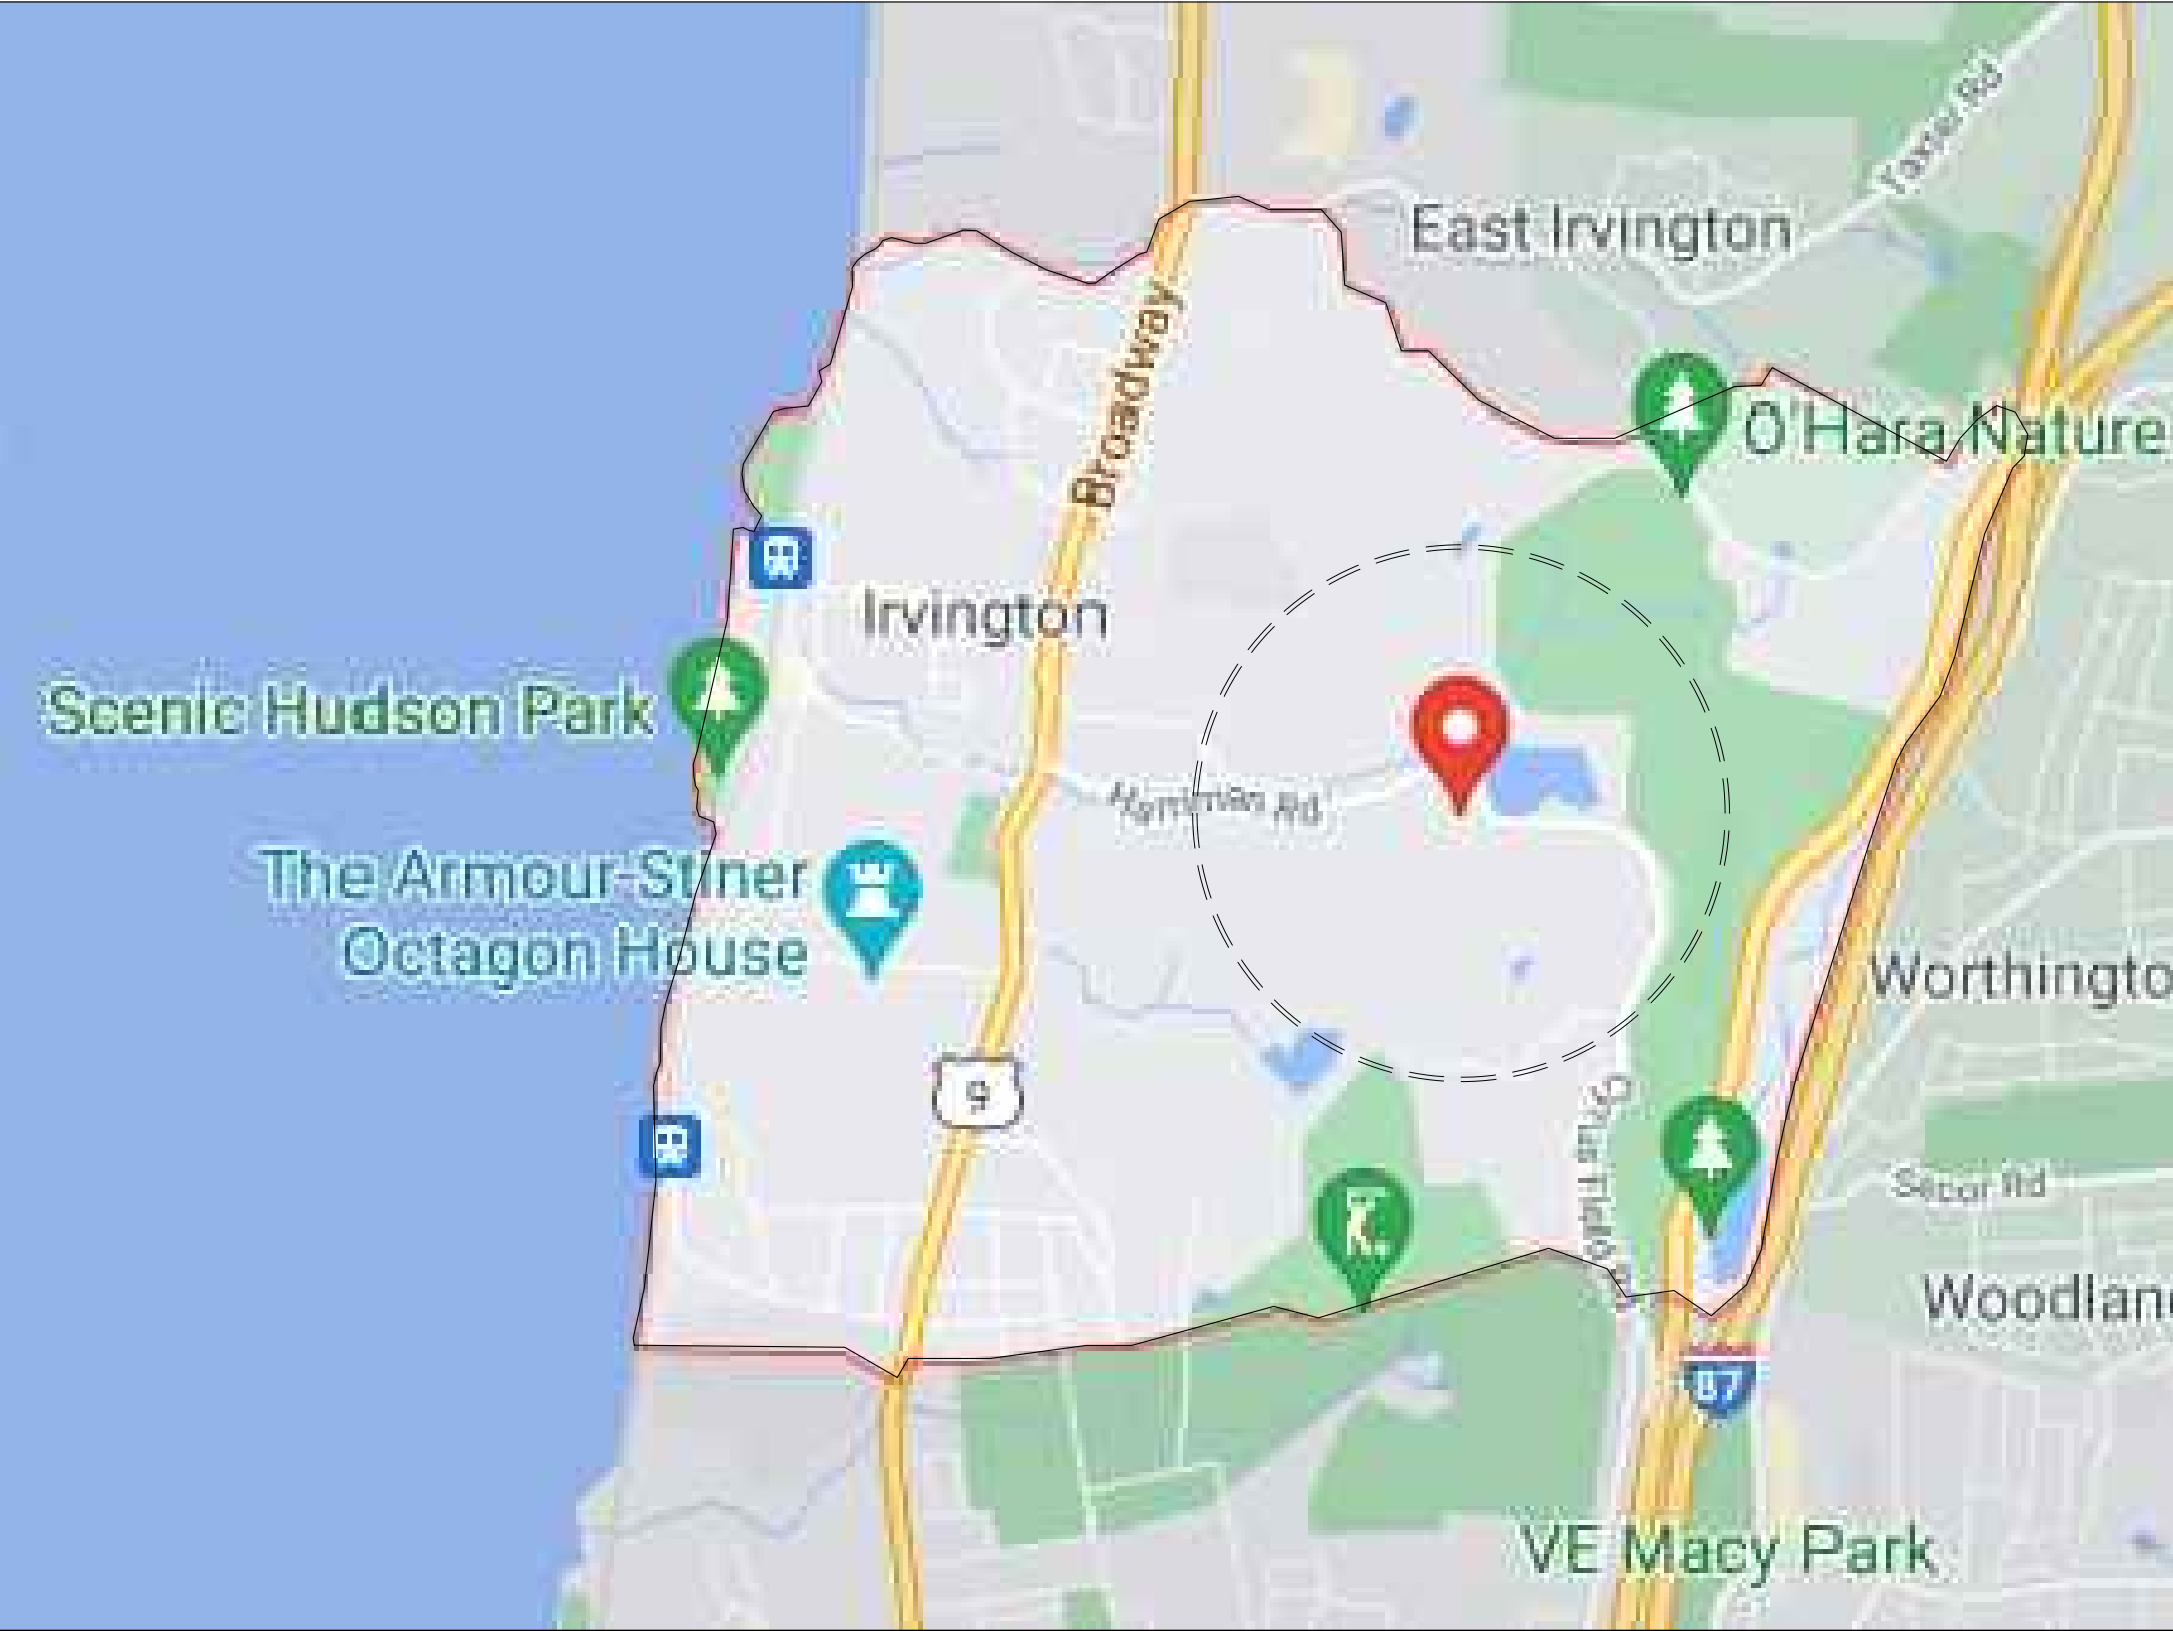 Taxter Rd
East Irvington
Broadway
O'Hara Nature
Irvington
Scenic Hudson Park
Harriman Rd
The Armour-Stiner
Octagon House
Worthingto
9
Secor Rd
Woodlan
87
VE Macy Park